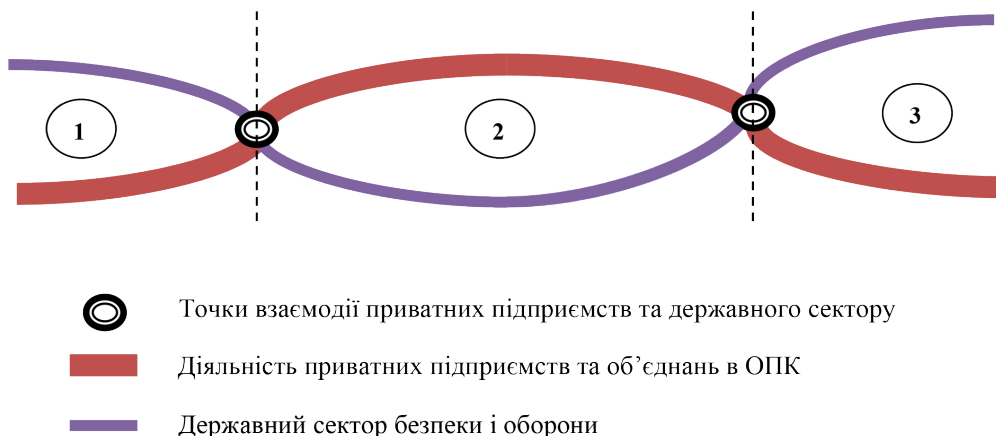 1
2
3
Точки взаємодії приватних підприємств та державного сектору
Діяльність приватних підприємств та об’єднань в ОПК
Державний сектор безпеки і оборони